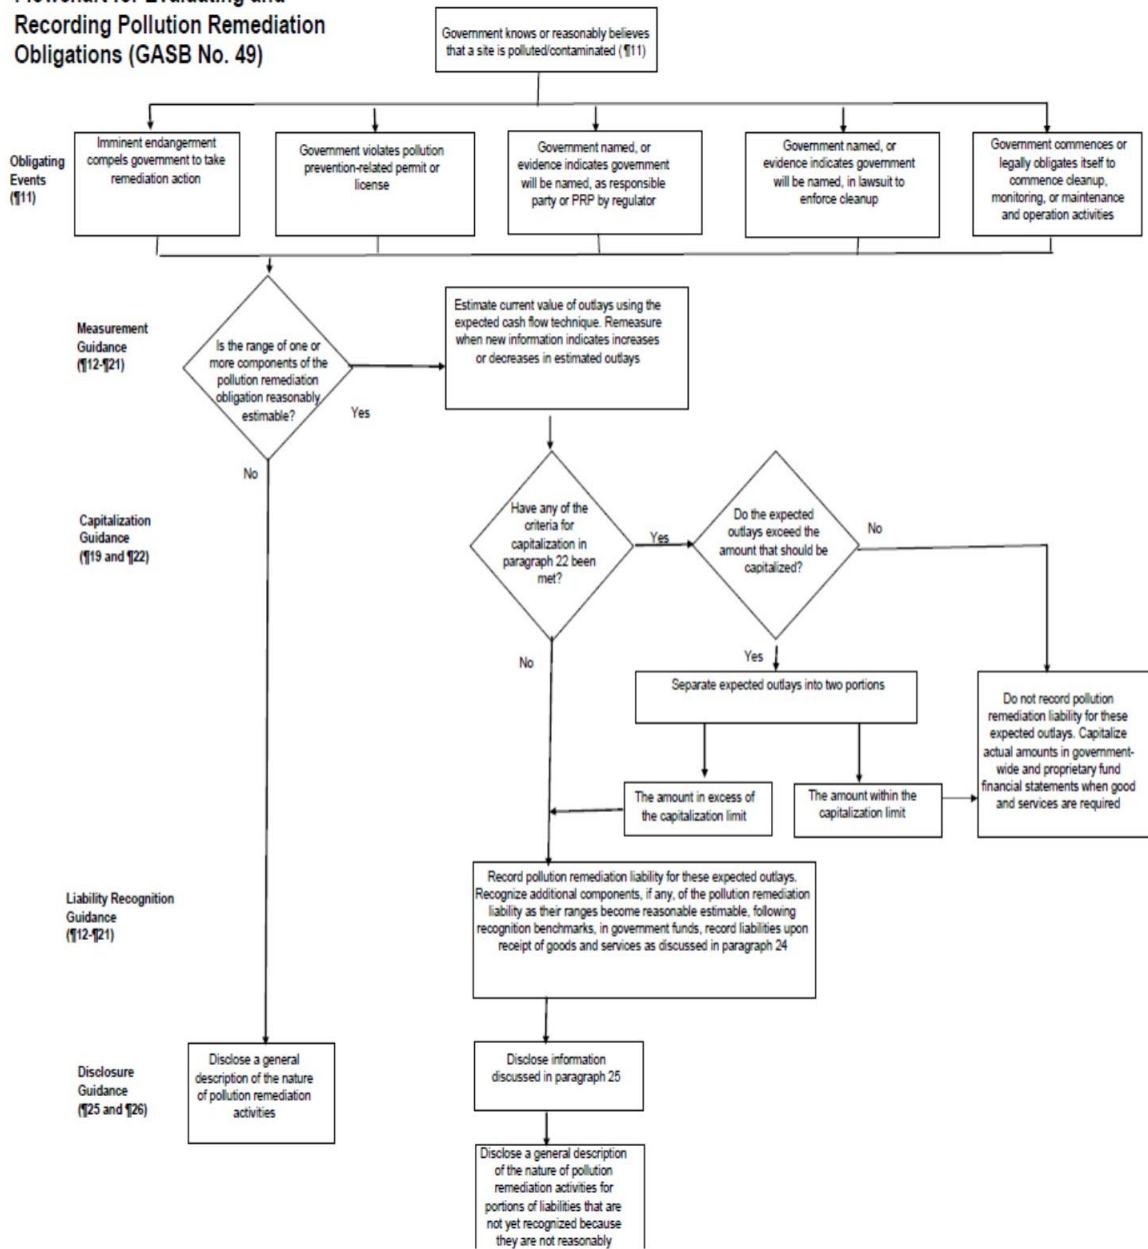 Flowchart for Evaluating and
Recording Pollution Remediation
Obligations (GASB No. 49)
Government knows or reasonably believes
that a site is polluted/contaminated (¶11)
Obligating
Events
(¶11)
Imminent endangerment
compels government to take
remediation action
Government violates pollution
prevention-related permit or
license
Government named, or
evidence indicates government
will be named, as responsible
party or PRP by regulator
Government named, or
evidence indicates government
will be named, in lawsuit to
enforce cleanup
Government commences or
legally obligates itself to
commence cleanup,
monitoring, or maintenance
and operation activities
Measurement
Guidance
(¶12-¶21)
Is the range of one or
more components of the
pollution remediation
obligation reasonably
estimable?
Yes
No
Estimate current value of outlays using the
expected cash flow technique. Remeasure
when new information indicates increases
or decreases in estimated outlays
Capitalization
Guidance
(¶19 and ¶22)
Have any of the
criteria for
capitalization in
paragraph 22 been
met?
Yes
No
Do the expected
outlays exceed the
amount that should be
capitalized?
No
Yes
Separate expected outlays into two portions
The amount in excess of
the capitalization limit
The amount within the
capitalization limit
Do not record pollution
remediation liability for these
expected outlays. Capitalize
actual amounts in government-
wide and proprietary fund
financial statements when good
and services are required
Liability Recognition
Guidance
(¶12-¶21)
Record pollution remediation liability for these expected outlays.
Recognize additional components, if any, of the pollution remediation
liability as their ranges become reasonable estimable, following
recognition benchmarks, in government funds, record liabilities upon
receipt of goods and services as discussed in paragraph 24
Disclosure
Guidance
(¶25 and ¶26)
Disclose a general
description of the nature
of pollution remediation
activities
Disclose information
discussed in paragraph 25
Disclose a general description
of the nature of pollution
remediation activities for
portions of liabilities that are
not yet recognized because
they are not reasonably